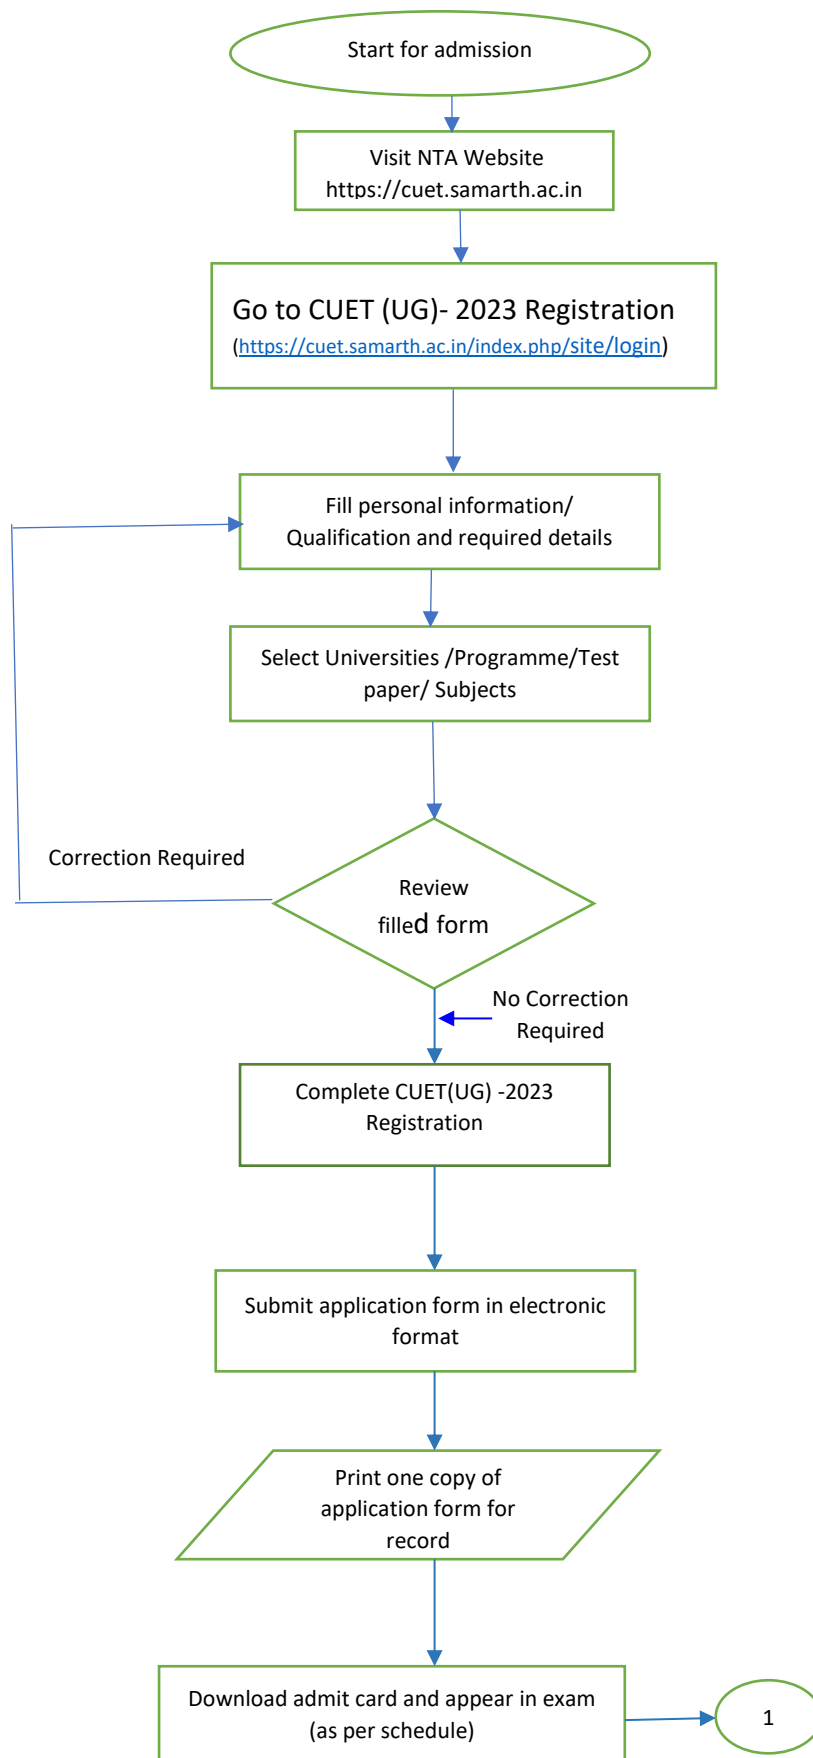 Start for admission
Visit NTA Website
https://cuet.samarth.ac.in
Go to CUET (UG)- 2023 Registration
(https://cuet.samarth.ac.in/index.php/site/login)
Fill personal information/
Qualification and required details
Select Universities /Programme/Test
paper/ Subjects
Correction Required
Review
filled form
No Correction
Required
Complete CUET(UG) -2023
Registration
Submit application form in electronic
format
Print one copy of
application form for
record
Download admit card and appear in exam
(as per schedule)
1